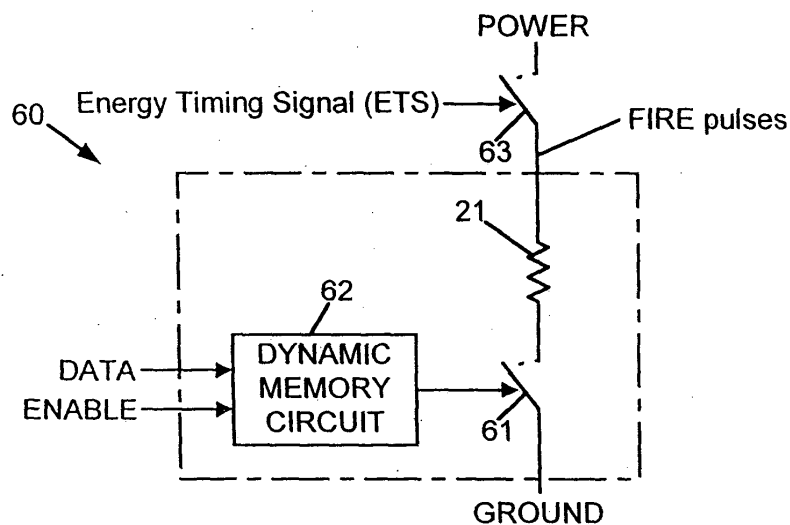 POWER
Energy Timing Signal (ETS)
60
63
FIRE pulses
21
62
DYNAMIC
MEMORY
CIRCUIT
DATA
ENABLE
61
GROUND